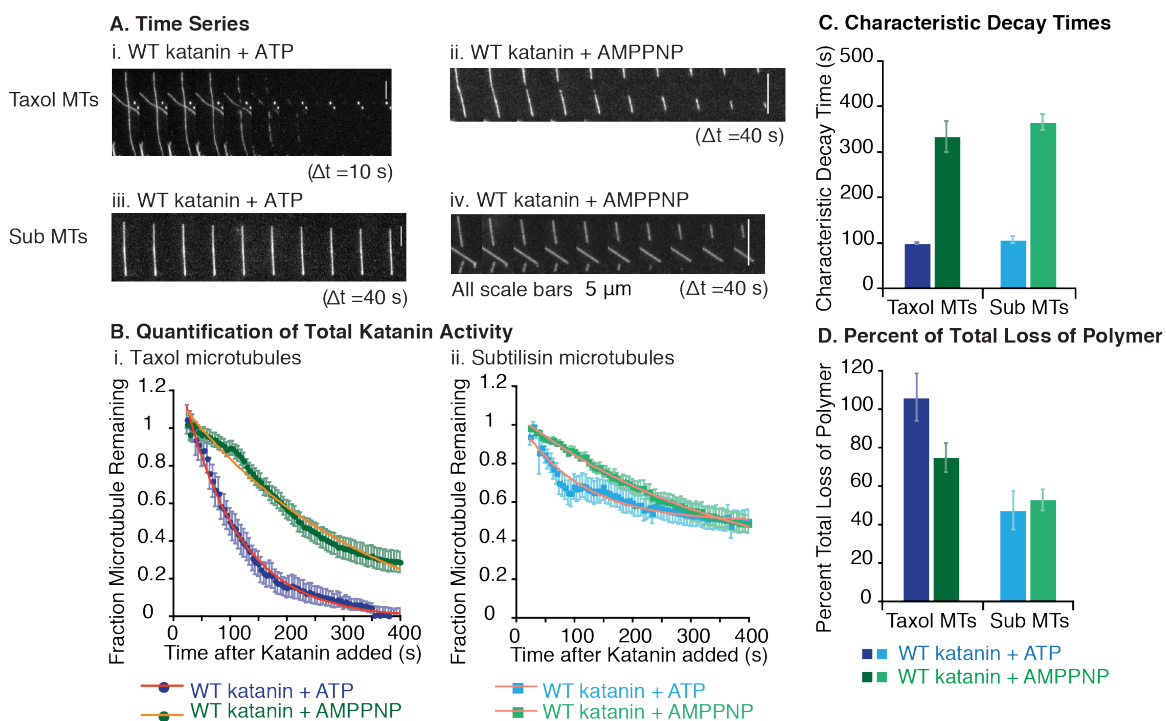 A. Time Series
i. WT katanin + ATP
ii. WT katanin + AMPPNP
Taxol MTs
(Δt =10 s)
(Δt =40 s)
iii. WT katanin + ATP
iv. WT katanin + AMPPNP
Sub MTs
(Δt =40 s)
All scale bars 5 μm
(Δt =40 s)
B. Quantification of Total Katanin Activity
i. Taxol microtubules
Fraction Microtubule Remaining
1.2
1
0.8
0.6
0.4
0.2
0
0 100 200 300 400
Time after Katanin added (s)
WT katanin + ATP
WT katanin + AMPPNP
ii. Subtilisin microtubules
Fraction Microtubule Remaining
1.2
1
0.8
0.6
0.4
0.2
0
0 100 200 300 400
Time after Katanin added (s)
WT katanin + ATP
WT katanin + AMPPNP
C. Characteristic Decay Times
Characteristic Decay Time (s)
500
400
300
200
100
0
Taxol MTs Sub MTs
D. Percent of Total Loss of Polymer
Percent Total Loss of Polymer
120
100
80
60
40
20
0
Taxol MTs Sub MTs
WT katanin + ATP
WT katanin + AMPPNP